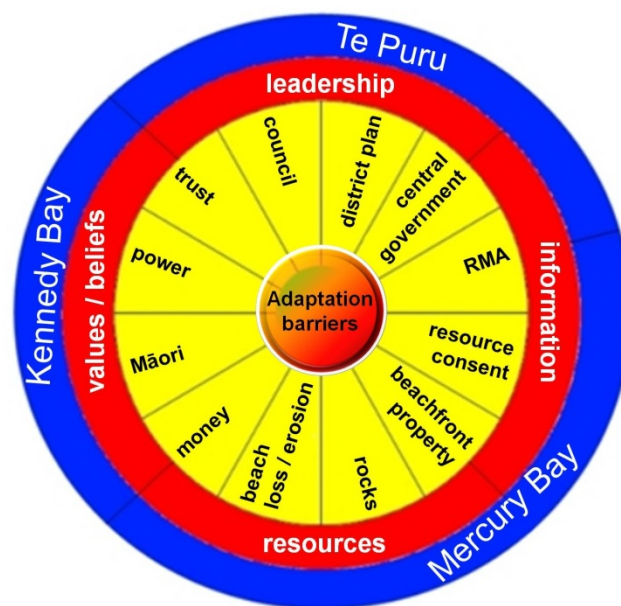 Te Puru
leadership
council
district plan
central
government
trust
RMA
power
Adaptation
barriers
Kennedy Bay
values / beliefs
information
Māori
resource
consent
money
beach
loss / erosion
rocks
beachfront
property
resources
Mercury Bay